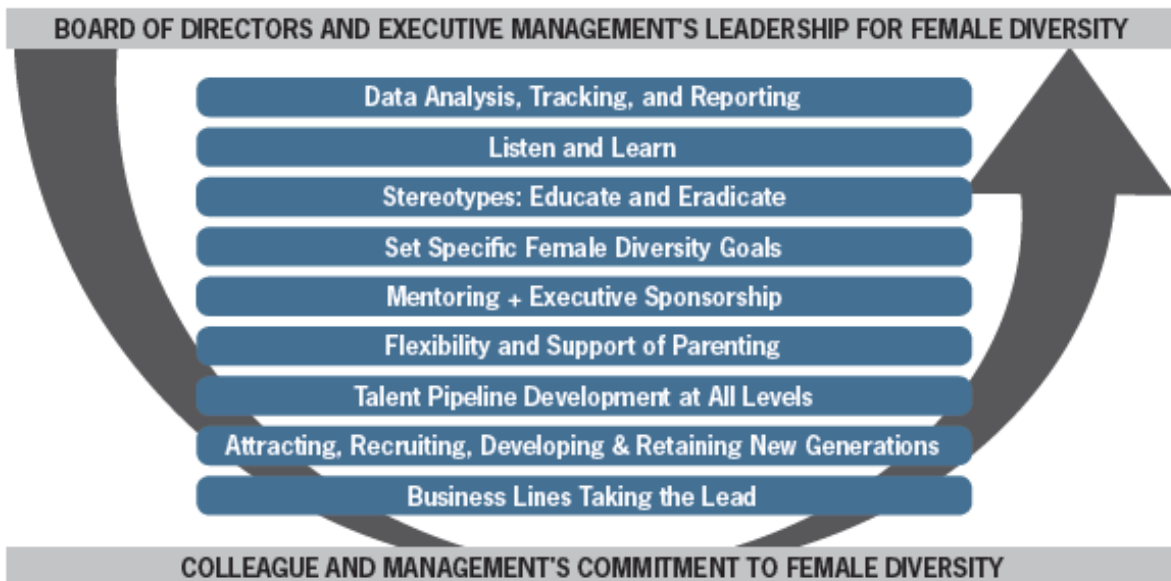 BOARD OF DIRECTORS AND EXECUTIVE MANAGEMENT'S LEADERSHIP FOR FEMALE DIVERSITY
Data Analysis, Tracking, and Reporting
Listen and Learn
Stereotypes: Educate and Eradicate
Set Specific Female Diversity Goals
Mentoring + Executive Sponsorship
Flexibility and Support of Parenting
Talent Pipeline Development at All Levels
Attracting, Recruiting, Developing & Retaining New Generations
Business Lines Taking the Lead
COLLEAGUE AND MANAGEMENT'S COMMITMENT TO FEMALE DIVERSITY